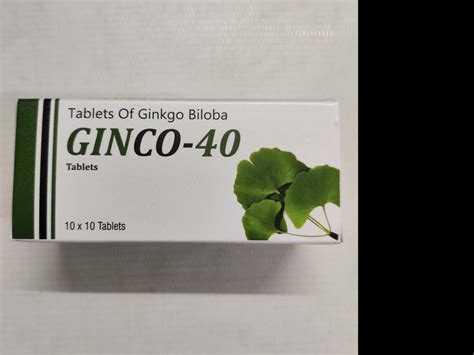 Tablets Of Ginkgo Biloba
GINCO-40
Tablets
10 x 10 Tablets